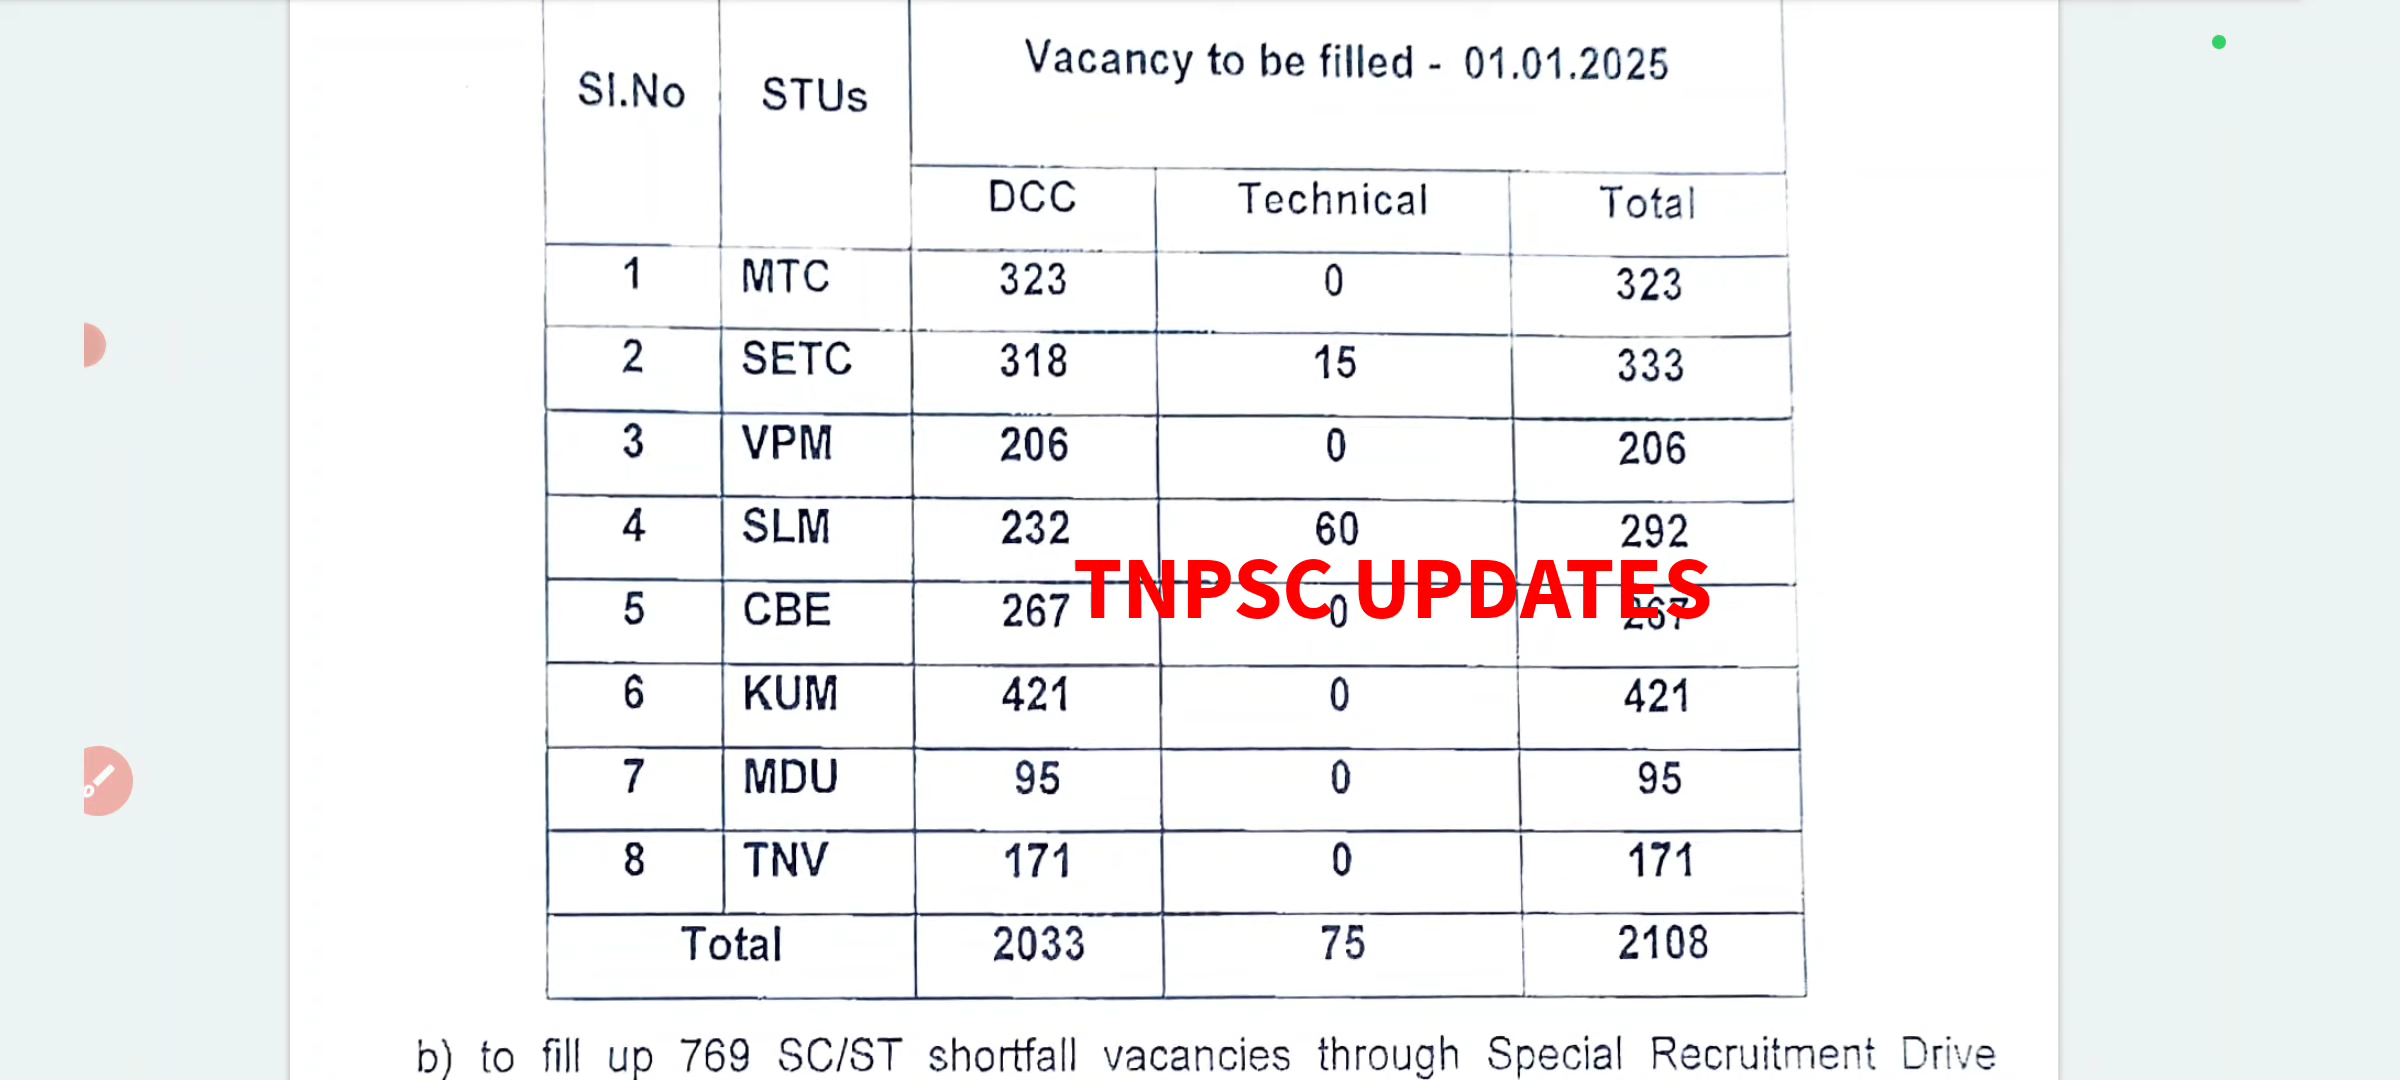 Vacancy to be filled - 01.01.2025
Sl.No STUs
DCC Technical Total
1 MTC 323 0 323
2 SETC 318 15 333
3 VPM 206 0 206
4 SLM 232 60 292
TNPSC UPDATES
5 CBE 267 0 267
6 KUM 421 0 421
7 MDU 95 0 95
8 TNV 171 0 171
Total 2033 75 2108
b) to fill up 769 SC/ST shortfall vacancies through Special Recruitment Drive